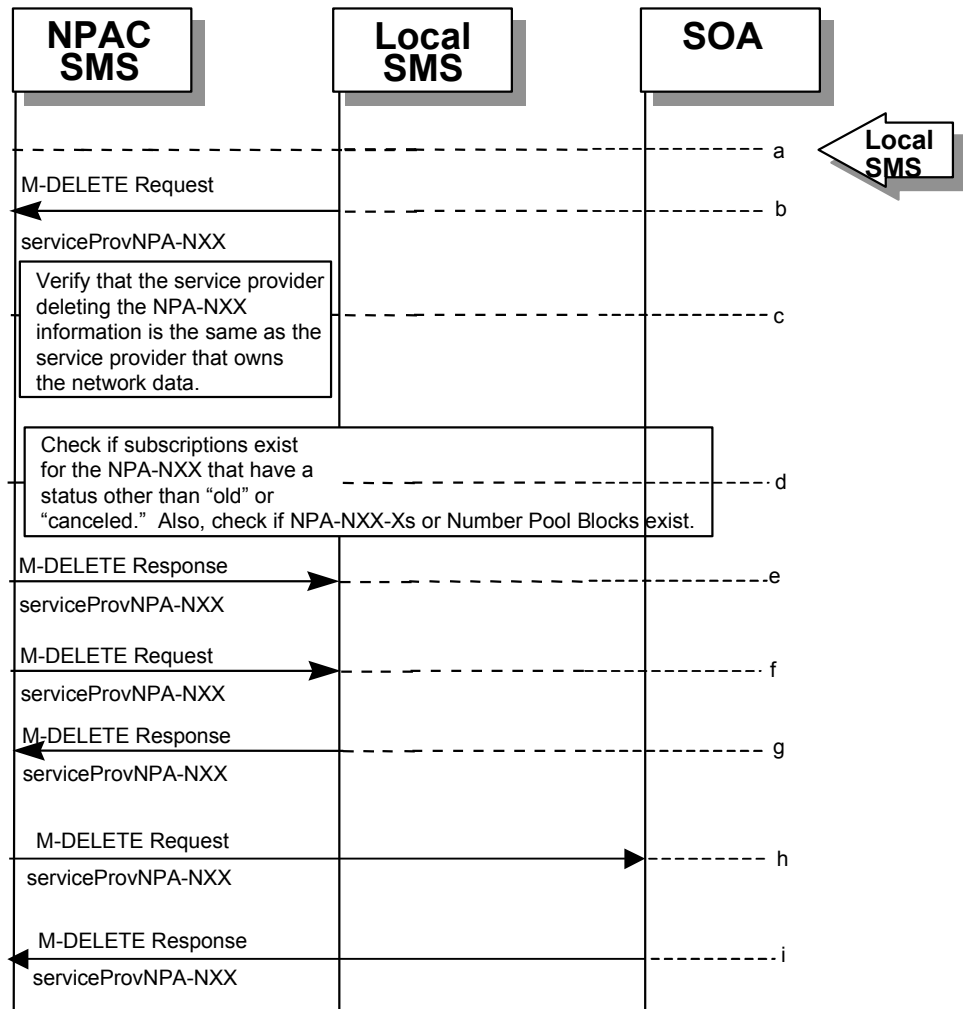 NPAC
SMS
Local
SMS
SOA
Local
SMS
a
M-DELETE Request
b
serviceProvNPA-NXX
Verify that the service provider
deleting the NPA-NXX
information is the same as the
service provider that owns
the network data.
c
Check if subscriptions exist
for the NPA-NXX that have a
status other than “old” or
“canceled.” Also, check if NPA-NXX-Xs or Number Pool Blocks exist.
d
M-DELETE Response
e
serviceProvNPA-NXX
M-DELETE Request
f
serviceProvNPA-NXX
M-DELETE Response
g
serviceProvNPA-NXX
M-DELETE Request
h
serviceProvNPA-NXX
M-DELETE Response
i
serviceProvNPA-NXX